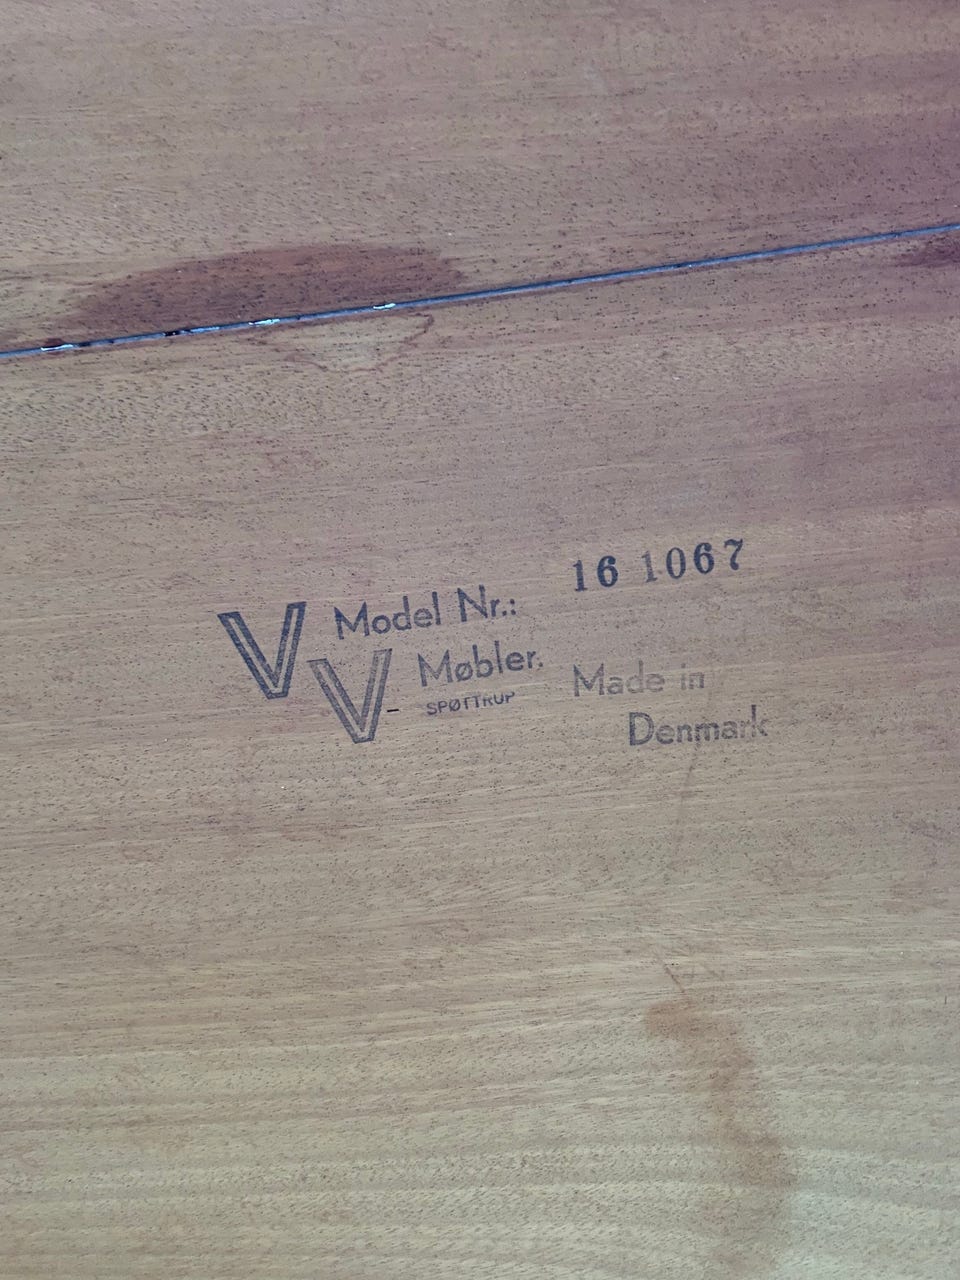 VV Model Nr.: 16 1067
Møbler.
SPØTTRUP
Made in
Denmark